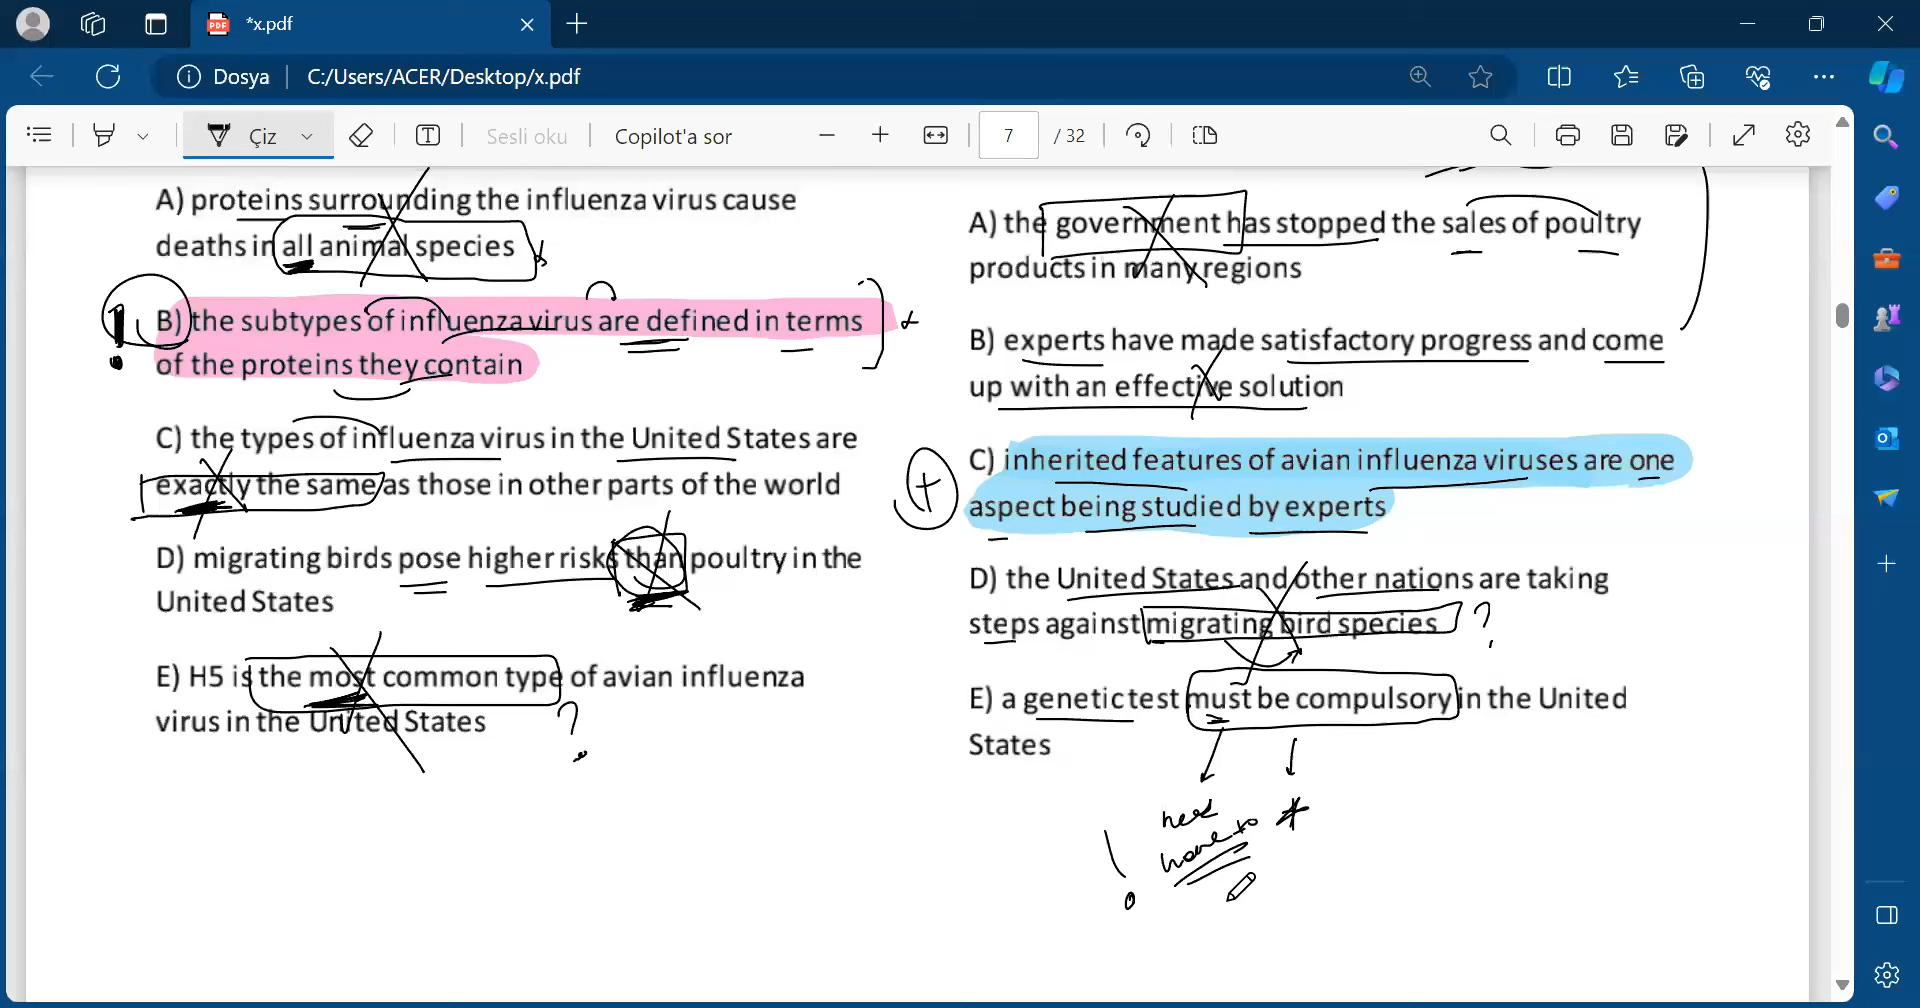 *x.pdf
Dosya
C:/Users/ACER/Desktop/x.pdf
Çiz
Sesli oku
Copilot'a sor
7
/ 32
A) proteins surrounding the influenza virus cause
deaths in all animal species
B) the subtypes of influenza virus are defined in terms
of the proteins they contain
C) the types of influenza virus in the United States are
exactly the same as those in other parts of the world
D) migrating birds pose higher risks than poultry in the
United States
E) H5 is the most common type of avian influenza
virus in the United States
?
A) the government has stopped the sales of poultry
products in many regions
B) experts have made satisfactory progress and come
up with an effective solution
C) inherited features of avian influenza viruses are one
aspect being studied by experts
D) the United States and other nations are taking
steps against migrating bird species
?
E) a genetic test must be compulsory in the United
States
have to
!